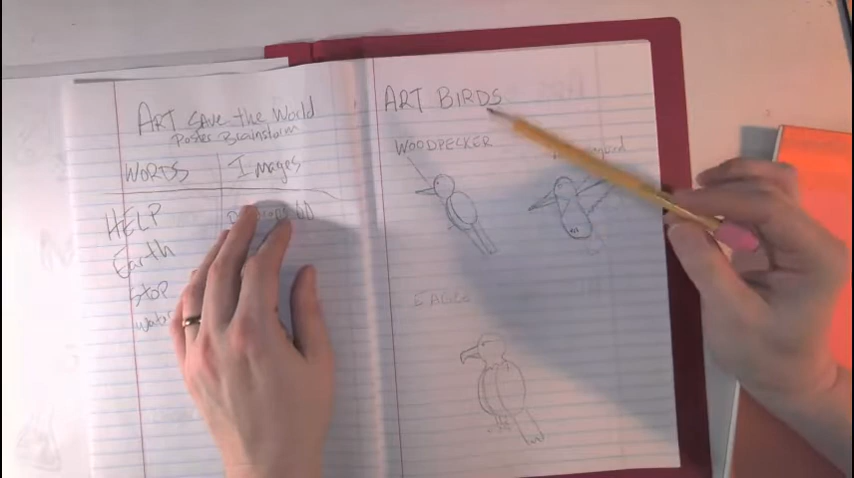 ART SAVE the World
Poster Brainstorm
WORDS
Images
HELP
Earth
Stop
Water
ART BIRDS
WOODPECKER
EAGLE